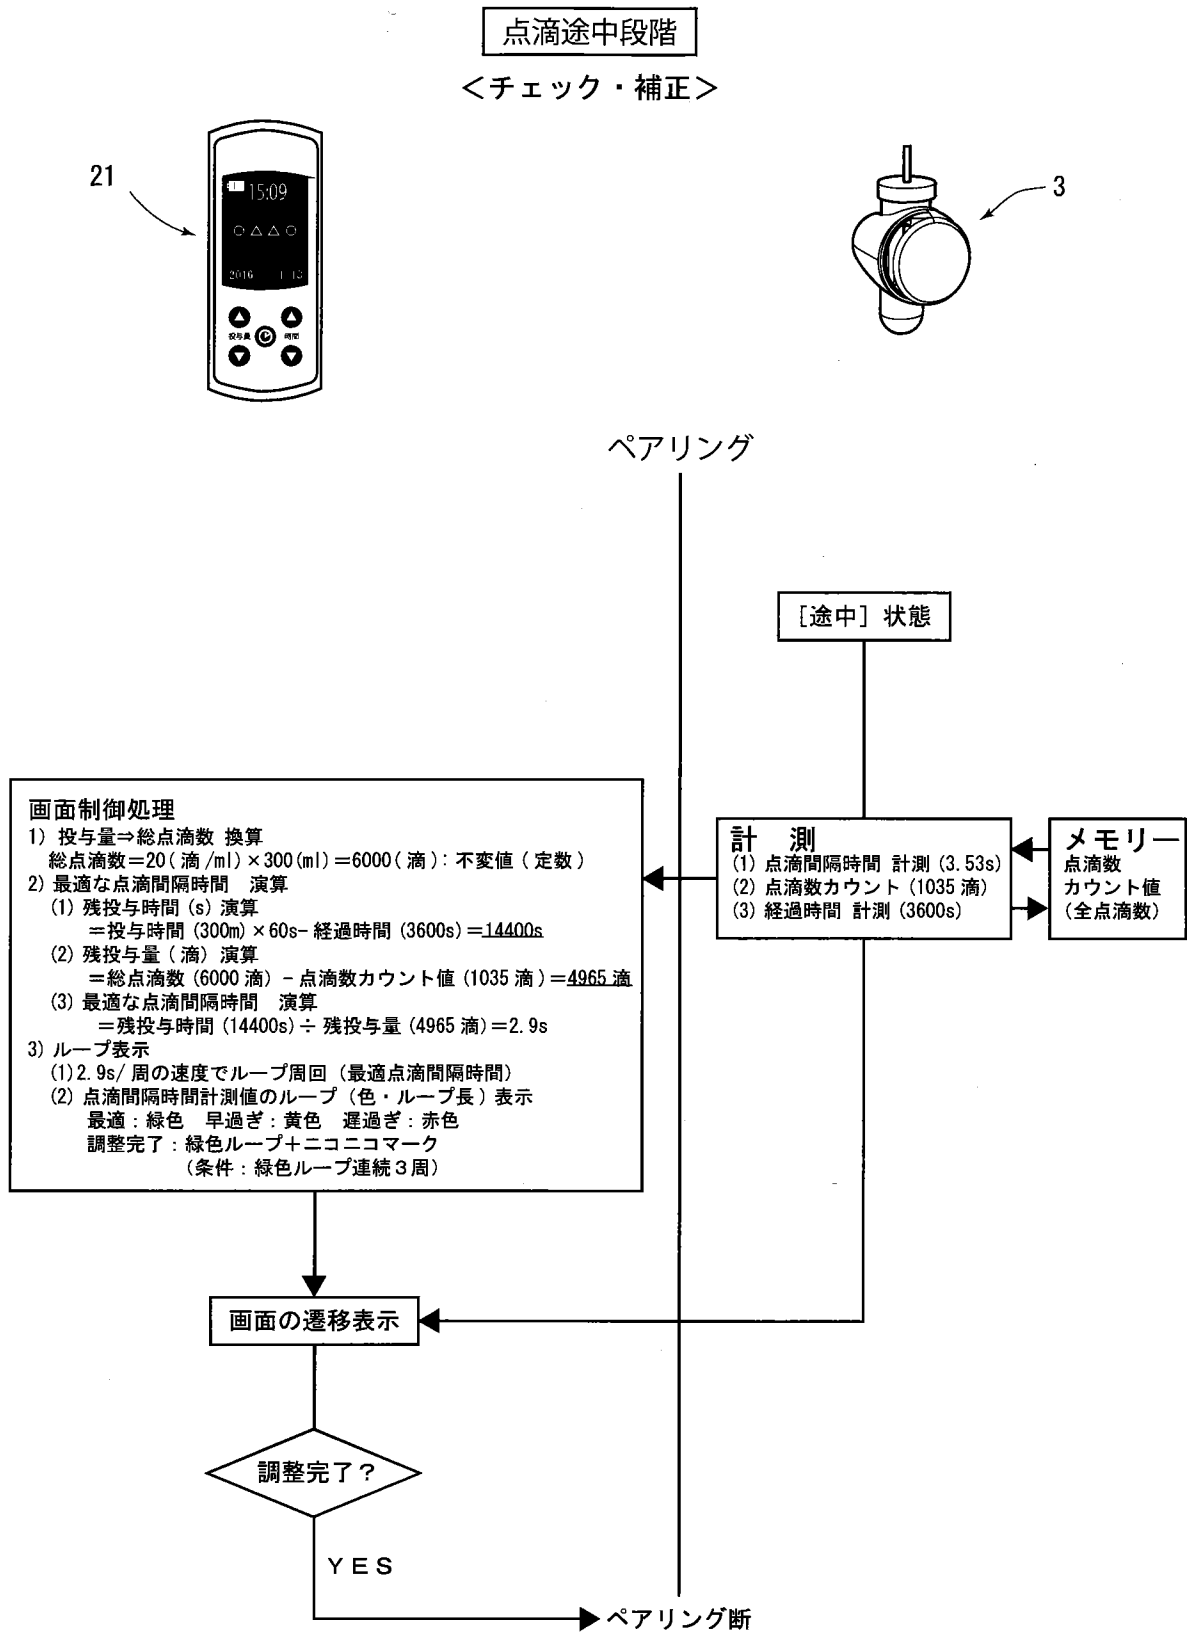 点滴途中段階
＜チェック・補正＞
21
15:09
○△△○
2016 1 13
投与量
時間
3
ペアリング
[途中] 状態
画面制御処理
1) 投与量⇒総点滴数 換算
総点滴数＝20(滴/ml)×300(ml)＝6000(滴)：不変値(定数)
2) 最適な点滴間隔時間 演算
(1) 残投与時間(s)演算
＝投与時間(300m)×60s-経過時間(3600s)＝14400s
(2) 残投与量(滴)演算
＝総点滴数(6000滴)－点滴数カウント値(1035滴)＝4965滴
(3) 最適な点滴間隔時間 演算
＝残投与時間(14400s)÷残投与量(4965滴)＝2.9s
3) ループ表示
(1)2.9s/周の速度でループ周回(最適点滴間隔時間)
(2) 点滴間隔時間計測値のループ(色・ループ長)表示
最適：緑色 早過ぎ：黄色 遅過ぎ：赤色
調整完了：緑色ループ＋ニコニコマーク
(条件：緑色ループ連続３周)
計 測
(1) 点滴間隔時間 計測(3.53s)
(2) 点滴数カウント(1035滴)
(3) 経過時間 計測(3600s)
メモリー
点滴数
カウント値
(全点滴数)
画面の遷移表示
調整完了？
ＹＥＳ
ペアリング断